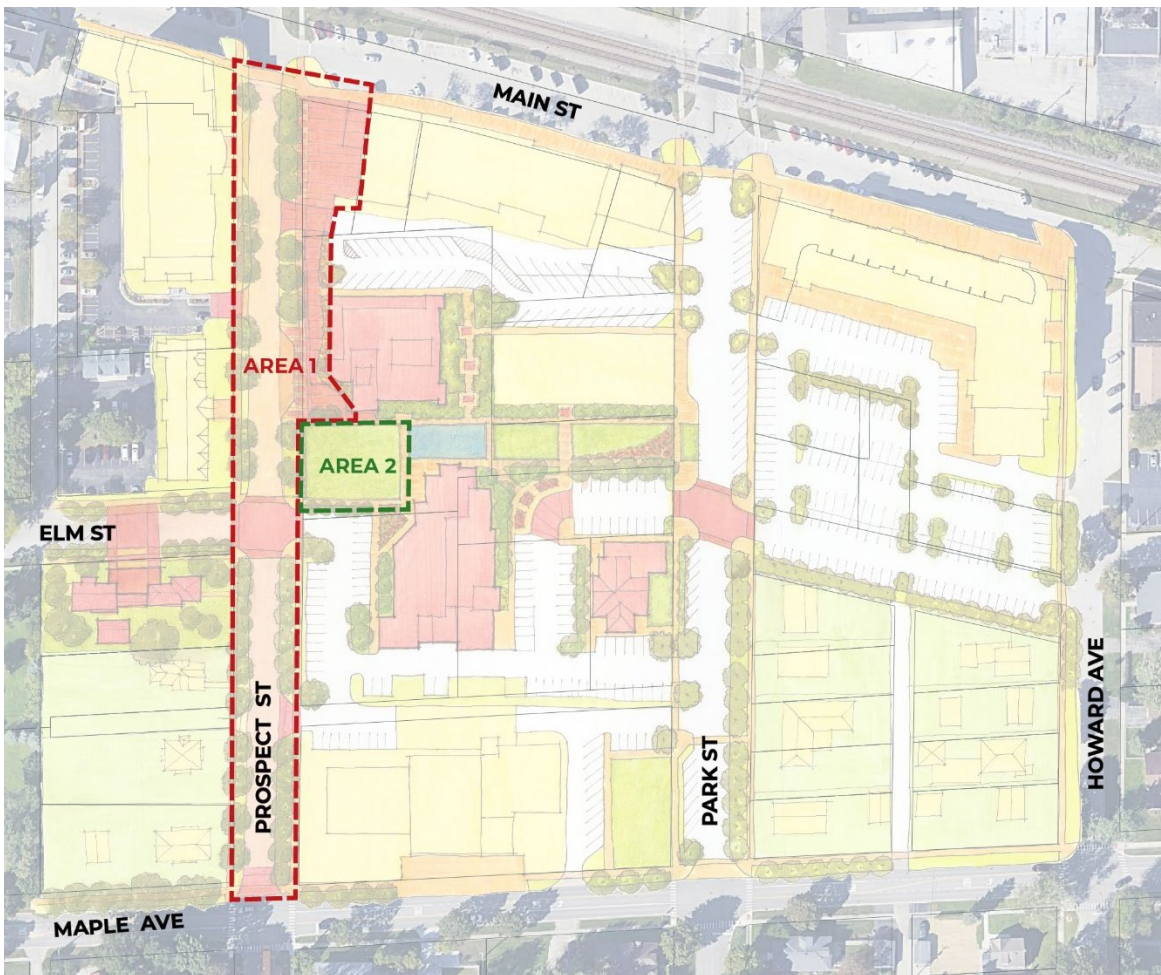 MAIN ST
AREA 1
AREA 2
ELM ST
PROSPECT ST
PARK ST
HOWARD AVE
MAPLE AVE